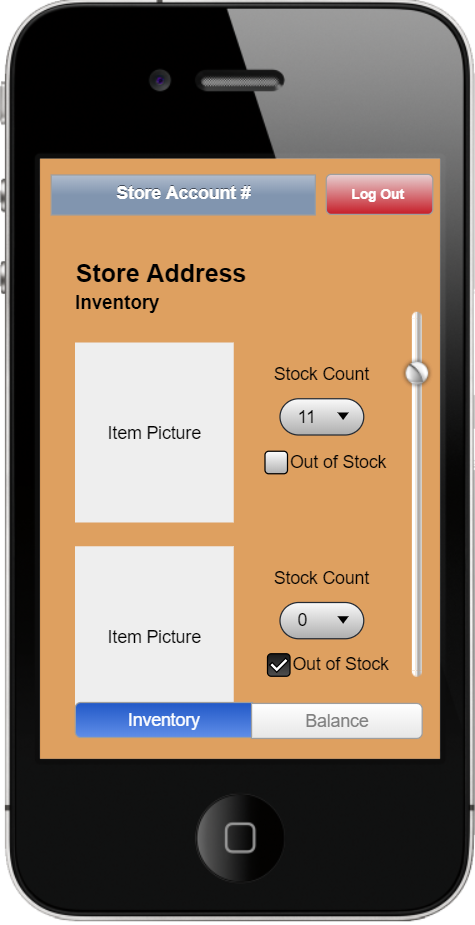 Store Account #
Log Out
Store Address
Inventory
Item Picture
Stock Count
11
Out of Stock
Item Picture
Stock Count
0
Out of Stock
Inventory
Balance